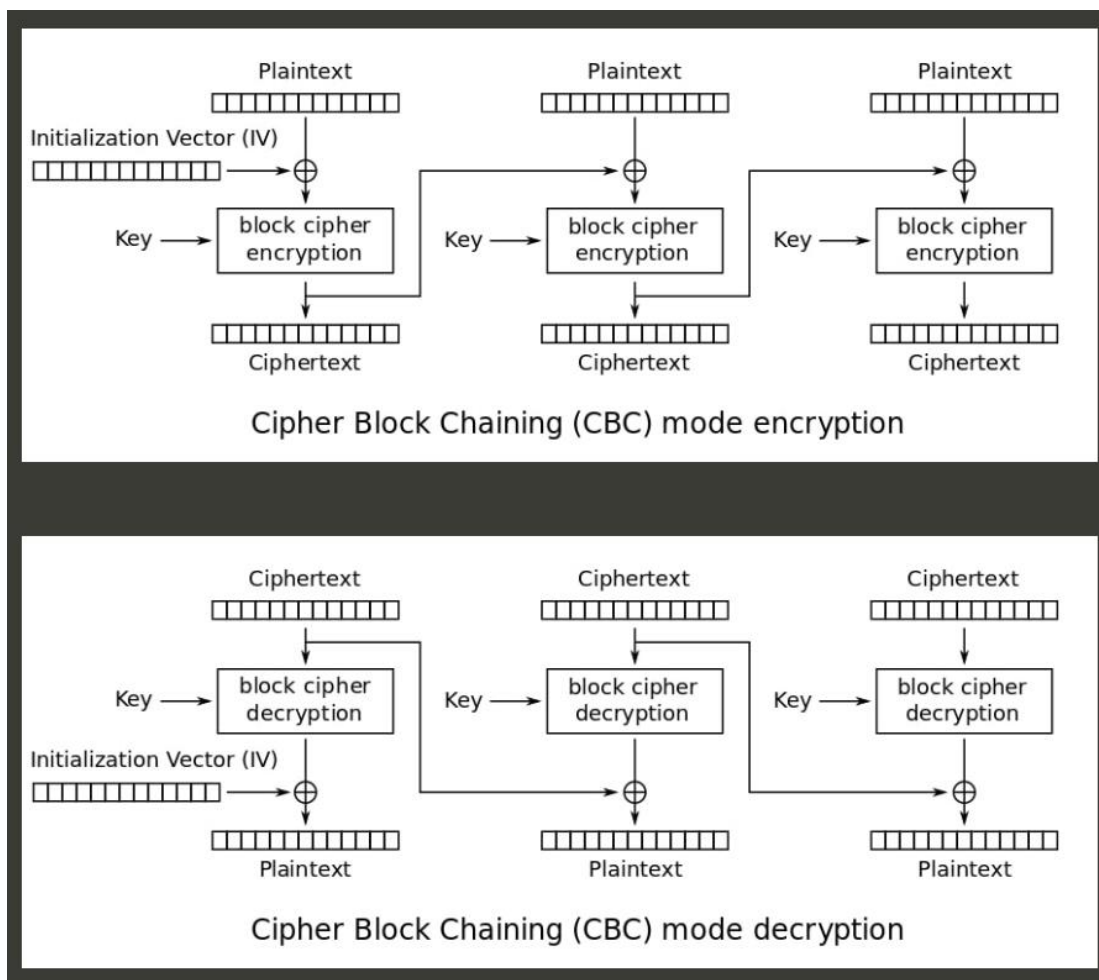 Plaintext Plaintext Plaintext
Initialization Vector (IV)
Key block cipher encryption Key block cipher encryption Key block cipher encryption
Ciphertext Ciphertext Ciphertext
Cipher Block Chaining (CBC) mode encryption
Ciphertext Ciphertext Ciphertext
Key block cipher decryption Key block cipher decryption Key block cipher decryption
Initialization Vector (IV)
Plaintext Plaintext Plaintext
Cipher Block Chaining (CBC) mode decryption